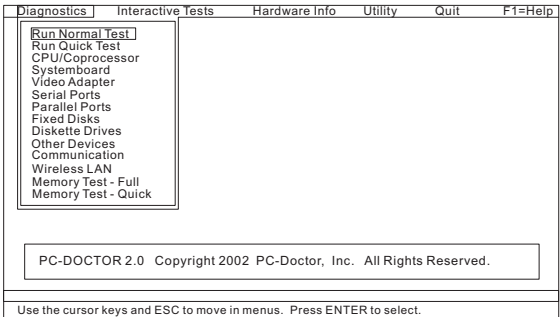 Diagnostics Interactive Tests Hardware Info Utility Quit F1=Help
Run Normal Test
Run Quick Test
CPU/Coprocessor
Systemboard
Video Adapter
Serial Ports
Parallel Ports
Fixed Disks
Diskette Drives
Other Devices
Communication
Wireless LAN
Memory Test - Full
Memory Test - Quick
PC-DOCTOR 2.0 Copyright 2002 PC-Doctor, Inc. All Rights Reserved.
Use the cursor keys and ESC to move in menus. Press ENTER to select.